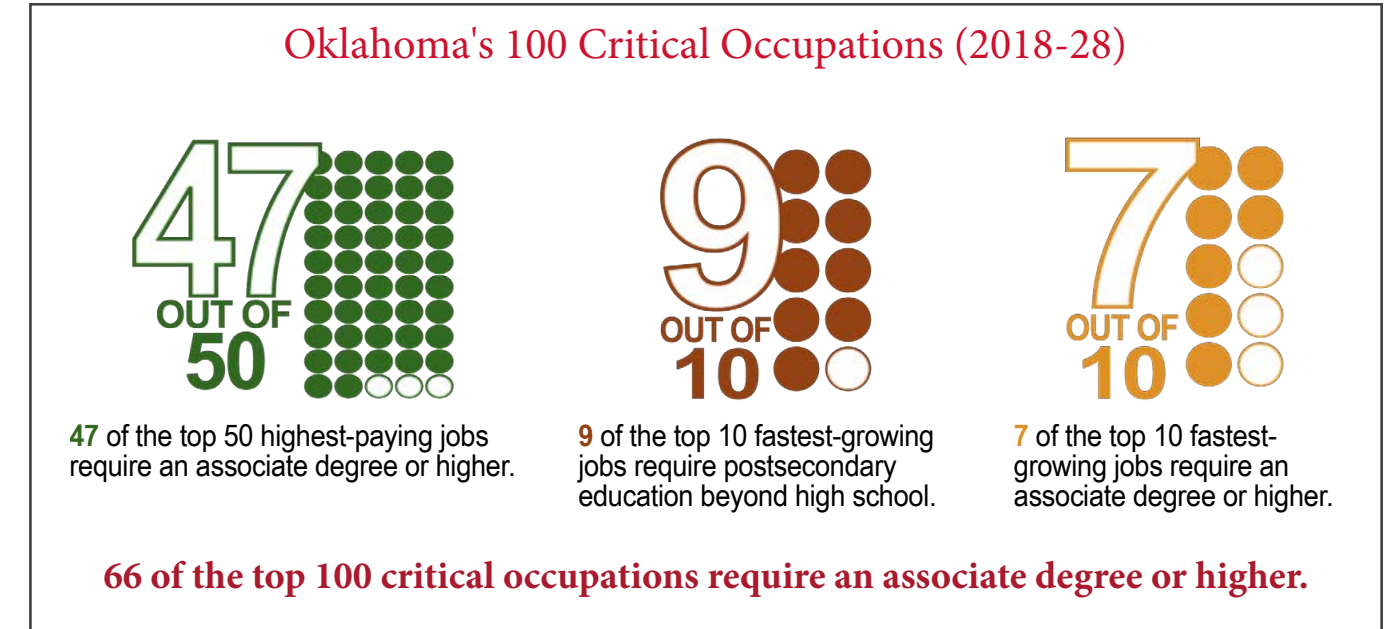 Oklahoma's 100 Critical Occupations (2018-28)
47
OUT OF
50
47 of the top 50 highest-paying jobs
require an associate degree or higher.
9
OUT OF
10
9 of the top 10 fastest-growing
jobs require postsecondary
education beyond high school.
7
OUT OF
10
7 of the top 10 fastest-
growing jobs require an
associate degree or higher.
66 of the top 100 critical occupations require an associate degree or higher.